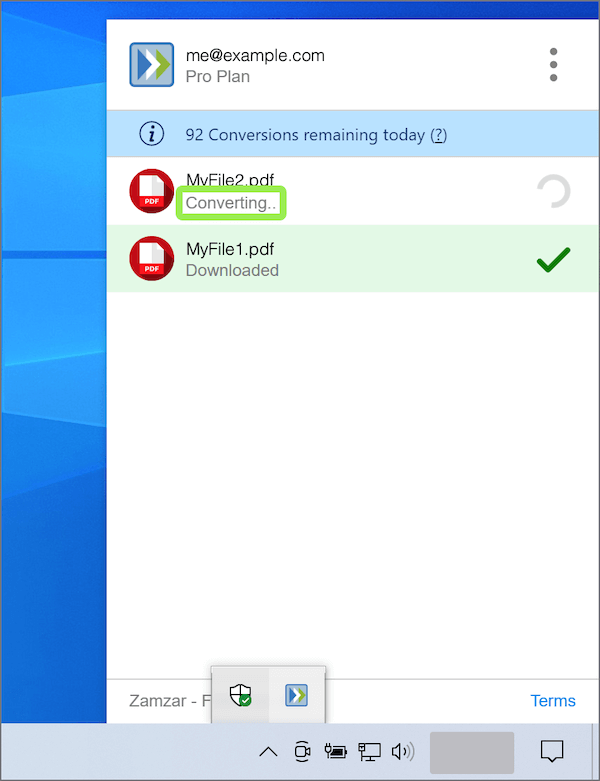 me@example.com
Pro Plan
92 Conversions remaining today (?)
MyFile2.pdf
PDF
Converting..
MyFile1.pdf
PDF
Downloaded
Zamzar - F
Terms